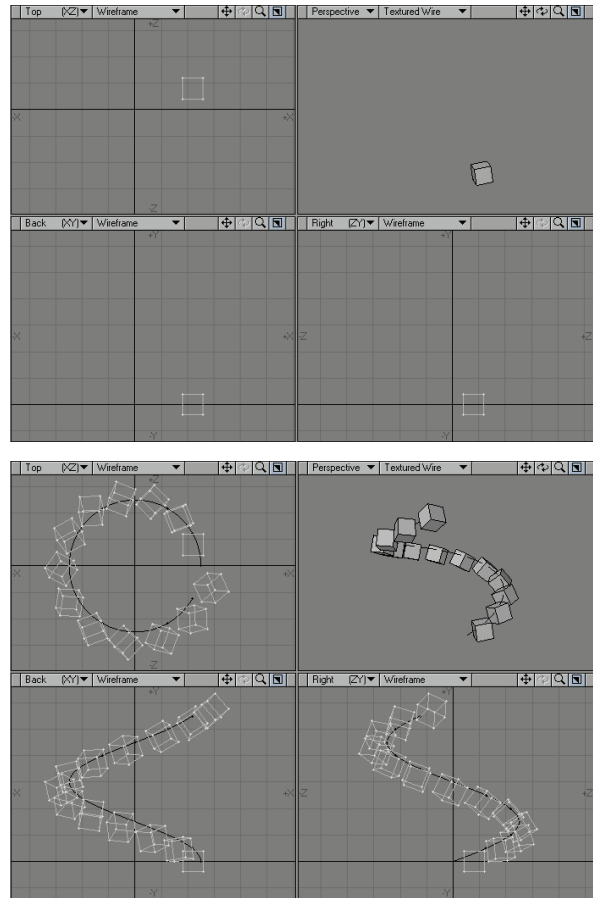 Top (XZ) Wireframe
Perspective Textured Wire
+Z
-X +X
-Z
Back (XY) Wireframe
Right (ZY) Wireframe
+Y +Y
-X +X -Z +Z
-Y -Y
Top (XZ) Wireframe
Perspective Textured Wire
+Z
-X +X
-Z
Back (XY) Wireframe
Right (ZY) Wireframe
+Y +Y
-X +X -Z +Z
-Y -Y